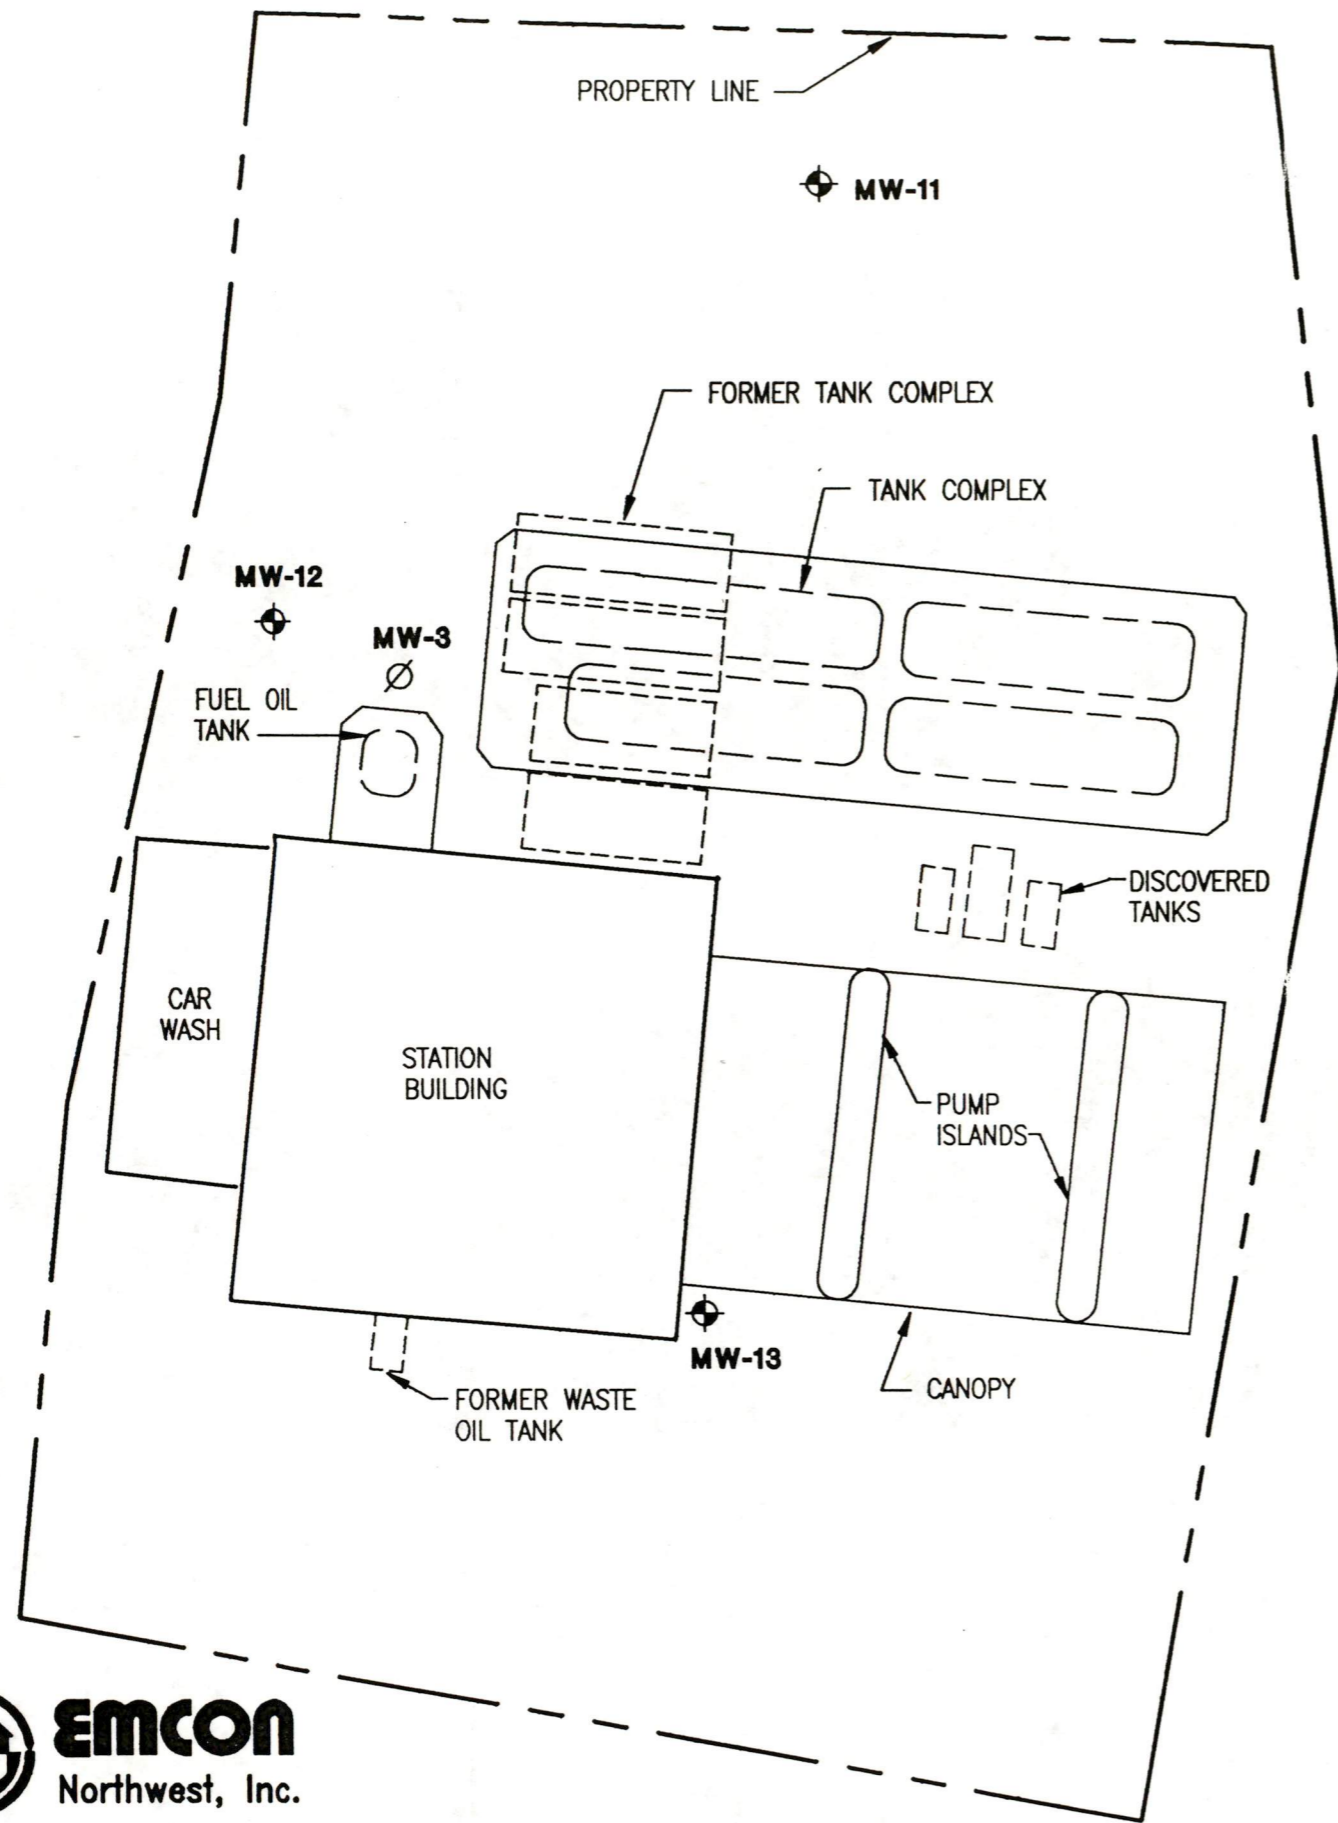 PROPERTY LINE
MW-11
FORMER TANK COMPLEX
TANK COMPLEX
MW-12
MW-3
FUEL OIL
TANK
DISCOVERED
TANKS
CAR
WASH
STATION
BUILDING
PUMP
ISLANDS
MW-13
CANOPY
FORMER WASTE
OIL TANK
EMCON
Northwest, Inc.